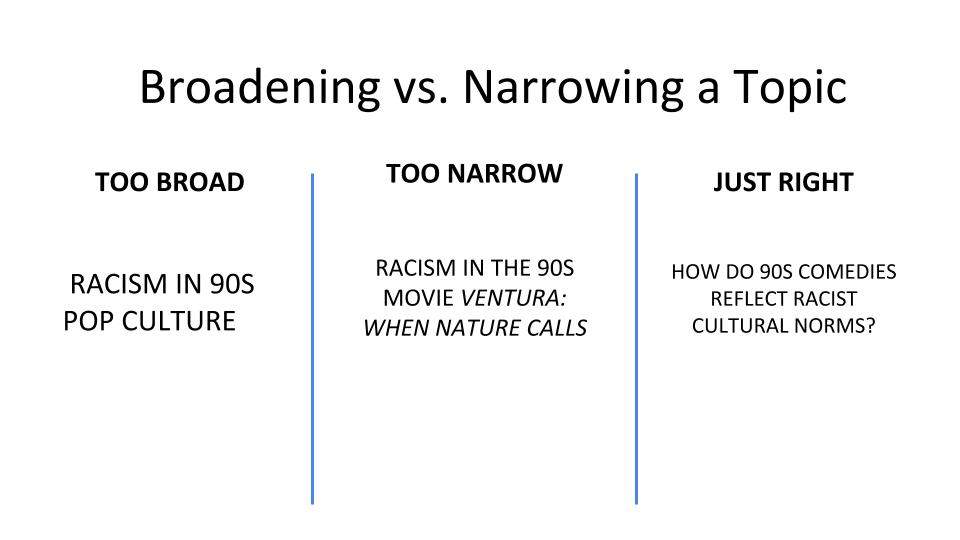 Broadening vs. Narrowing a Topic
TOO BROAD
RACISM IN 90S
POP CULTURE
TOO NARROW
RACISM IN THE 90S
MOVIE VENTURA:
WHEN NATURE CALLS
JUST RIGHT
HOW DO 90S COMEDIES
REFLECT RACIST
CULTURAL NORMS?